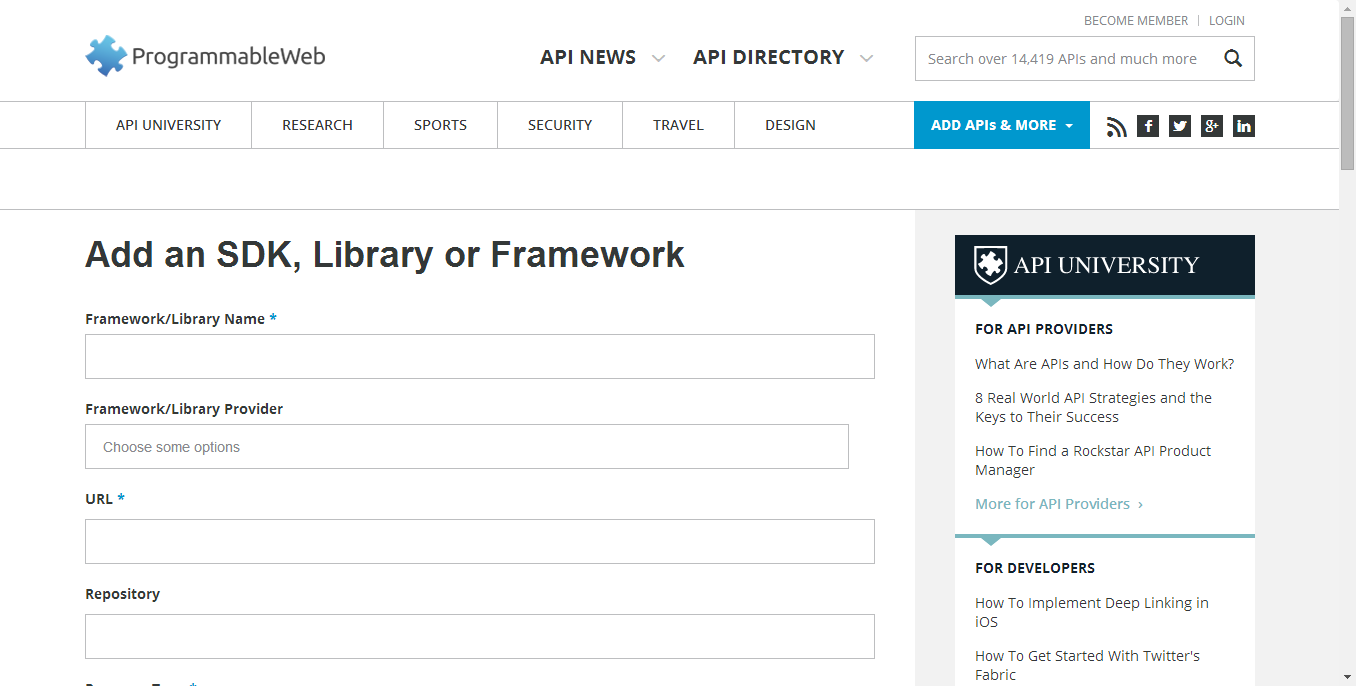 BECOME MEMBER | LOGIN
ProgrammableWeb
API NEWS
API DIRECTORY
Search over 14,419 APIs and much more
API UNIVERSITY
RESEARCH
SPORTS
SECURITY
TRAVEL
DESIGN
ADD APIs & MORE
f
g+
in
Add an SDK, Library or Framework
Framework/Library Name *
Framework/Library Provider
Choose some options
URL *
Repository
API UNIVERSITY
FOR API PROVIDERS
What Are APIs and How Do They Work?
8 Real World API Strategies and the
Keys to Their Success
How To Find a Rockstar API Product
Manager
More for API Providers ›
FOR DEVELOPERS
How To Implement Deep Linking in
iOS
How To Get Started With Twitter's
Fabric